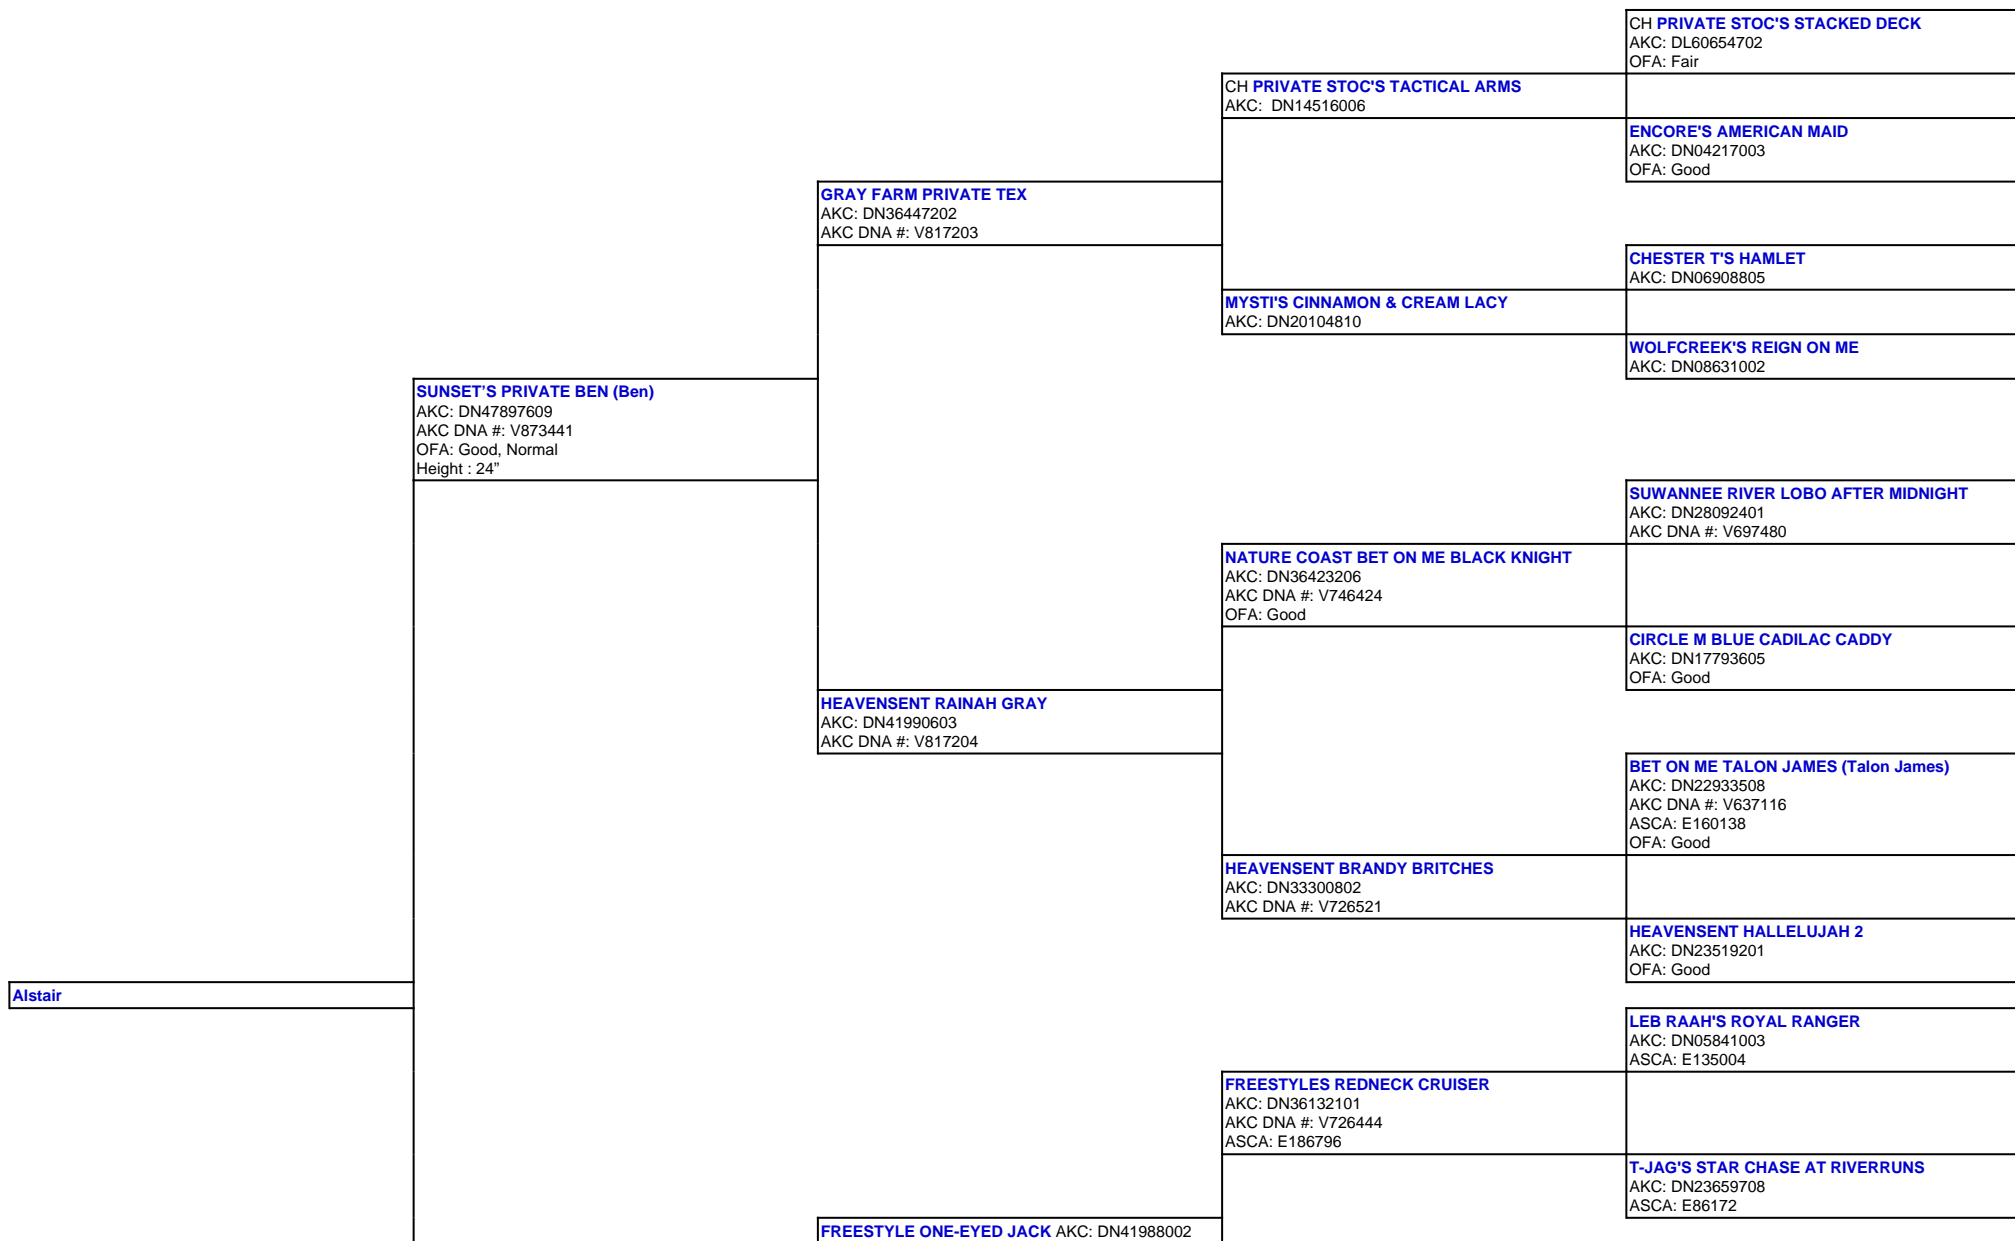 CH PRIVATE STOC'S STACKED DECK
AKC: DL60654702
OFA: Fair
CH PRIVATE STOC'S TACTICAL ARMS
AKC:  DN14516006
ENCORE'S AMERICAN MAID
AKC: DN04217003
OFA: Good
GRAY FARM PRIVATE TEX
AKC: DN36447202
AKC DNA #: V817203
CHESTER T'S HAMLET
AKC: DN06908805
MYSTI'S CINNAMON & CREAM LACY
AKC: DN20104810
WOLFCREEK'S REIGN ON ME
AKC: DN08631002
SUNSET’S PRIVATE BEN (Ben)
AKC: DN47897609
AKC DNA #: V873441
OFA: Good, Normal
Height : 24”
SUWANNEE RIVER LOBO AFTER MIDNIGHT
AKC: DN28092401
AKC DNA #: V697480
NATURE COAST BET ON ME BLACK KNIGHT
AKC: DN36423206
AKC DNA #: V746424
OFA: Good
CIRCLE M BLUE CADILAC CADDY
AKC: DN17793605
OFA: Good
HEAVENSENT RAINAH GRAY
AKC: DN41990603
AKC DNA #: V817204
BET ON ME TALON JAMES (Talon James)
AKC: DN22933508
AKC DNA #: V637116
ASCA: E160138
OFA: Good
HEAVENSENT BRANDY BRITCHES
AKC: DN33300802
AKC DNA #: V726521
HEAVENSENT HALLELUJAH 2
AKC: DN23519201
OFA: Good
Alstair
LEB RAAH'S ROYAL RANGER
AKC: DN05841003
ASCA: E135004
FREESTYLES REDNECK CRUISER
AKC: DN36132101
AKC DNA #: V726444
ASCA: E186796
T-JAG'S STAR CHASE AT RIVERRUNS
AKC: DN23659708
ASCA: E86172
FREESTYLE ONE-EYED JACK AKC: DN41988002